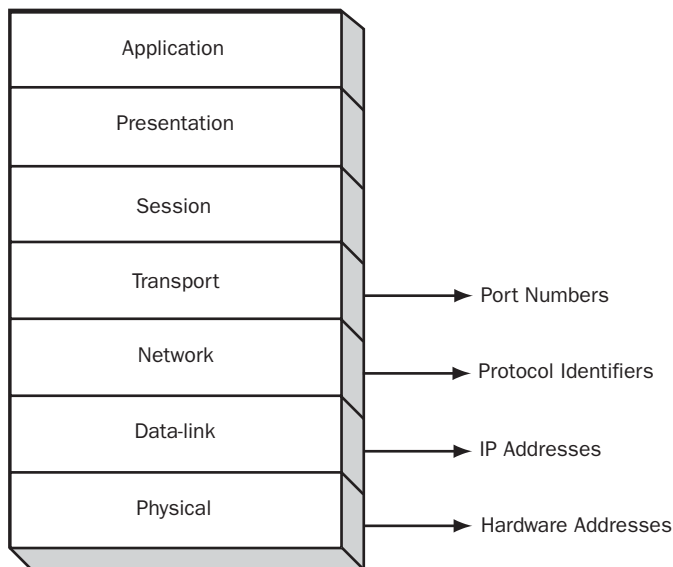 Application
Presentation
Session
Transport
Port Numbers
Network
Protocol Identifiers
Data-link
IP Addresses
Physical
Hardware Addresses